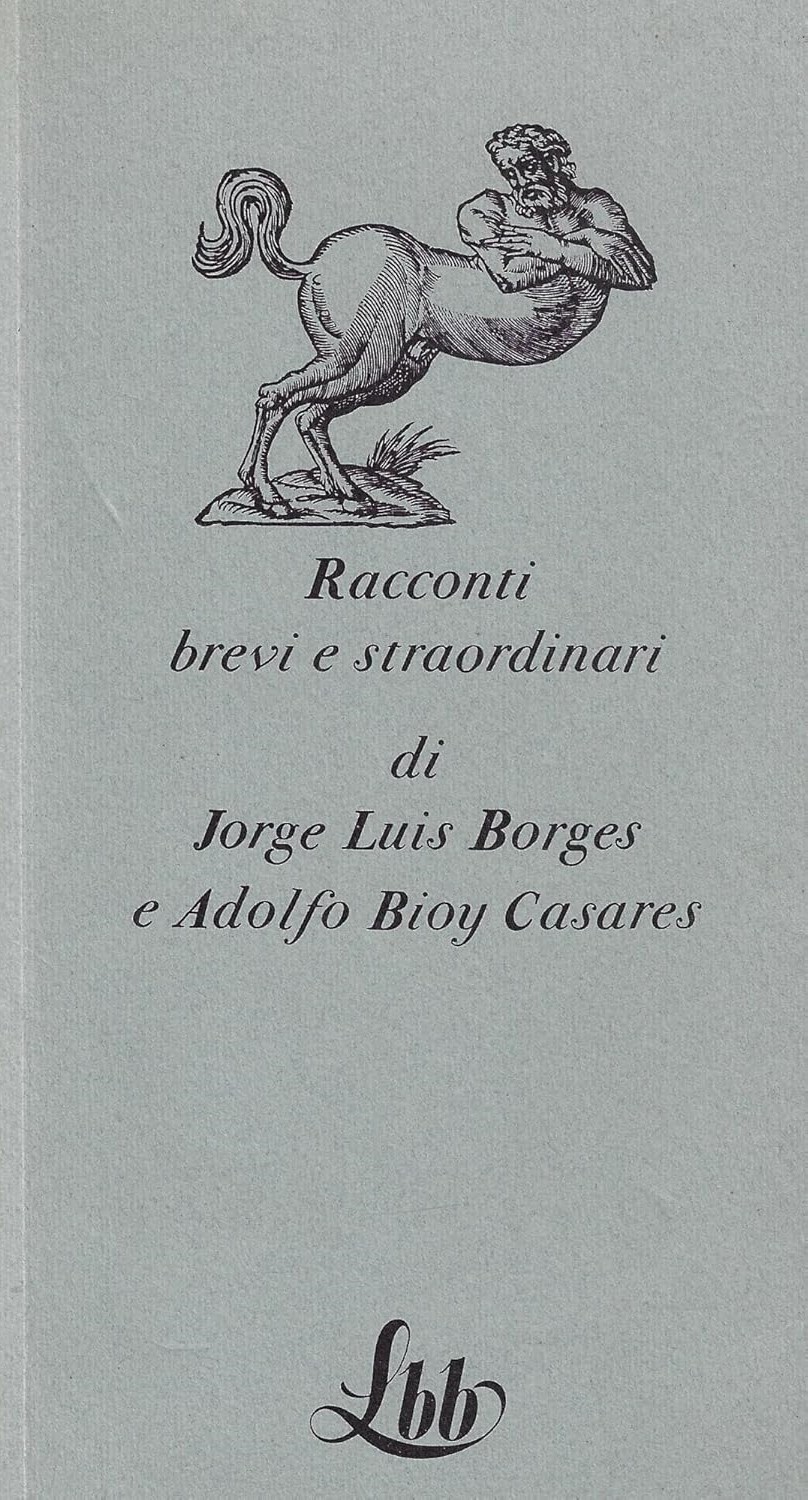 Racconti
brevi e straordinari
di
Jorge Luis Borges
e Adolfo Bioy Casares
Lbb